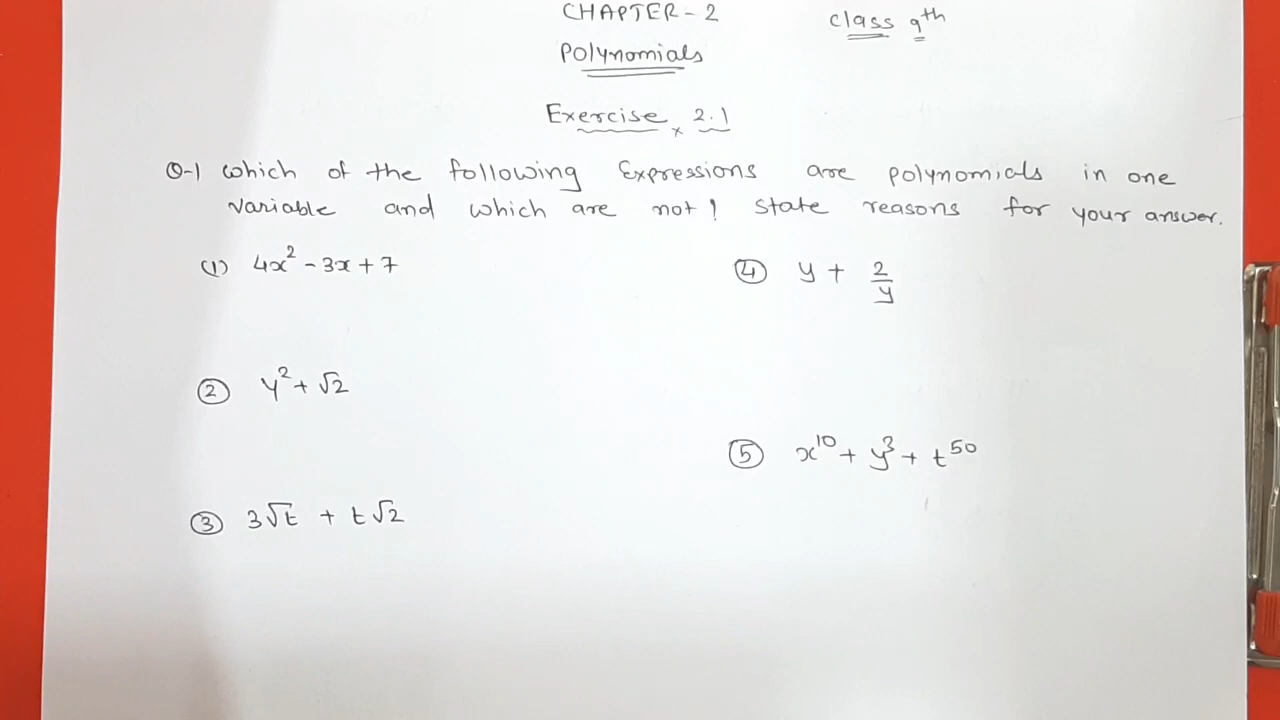 CHAPTER-2
Class 9th
Polynomials
Exercise 2.1
Q-1 Which of the following Expressions are polynomials in one
variable and which are not! State reasons for your answer.
(1) 4x² - 3x + 7
④ y + 2/y
② y² + √2
⑤ x¹⁰ + y³ + t⁵⁰
③ 3√t + t√2